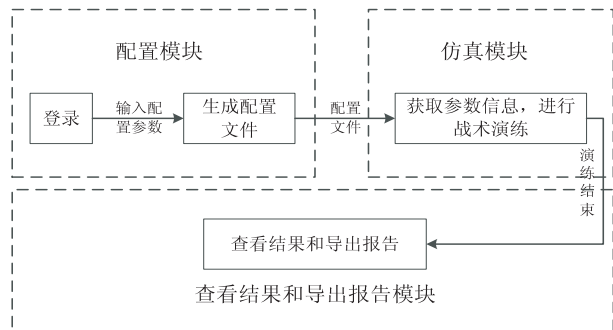 配置模块
仿真模块
登录
输入配
置参数
生成配置
文件
配置
文件
获取参数信息，进行
战术演练
演
练
结
束
查看结果和导出报告
查看结果和导出报告模块